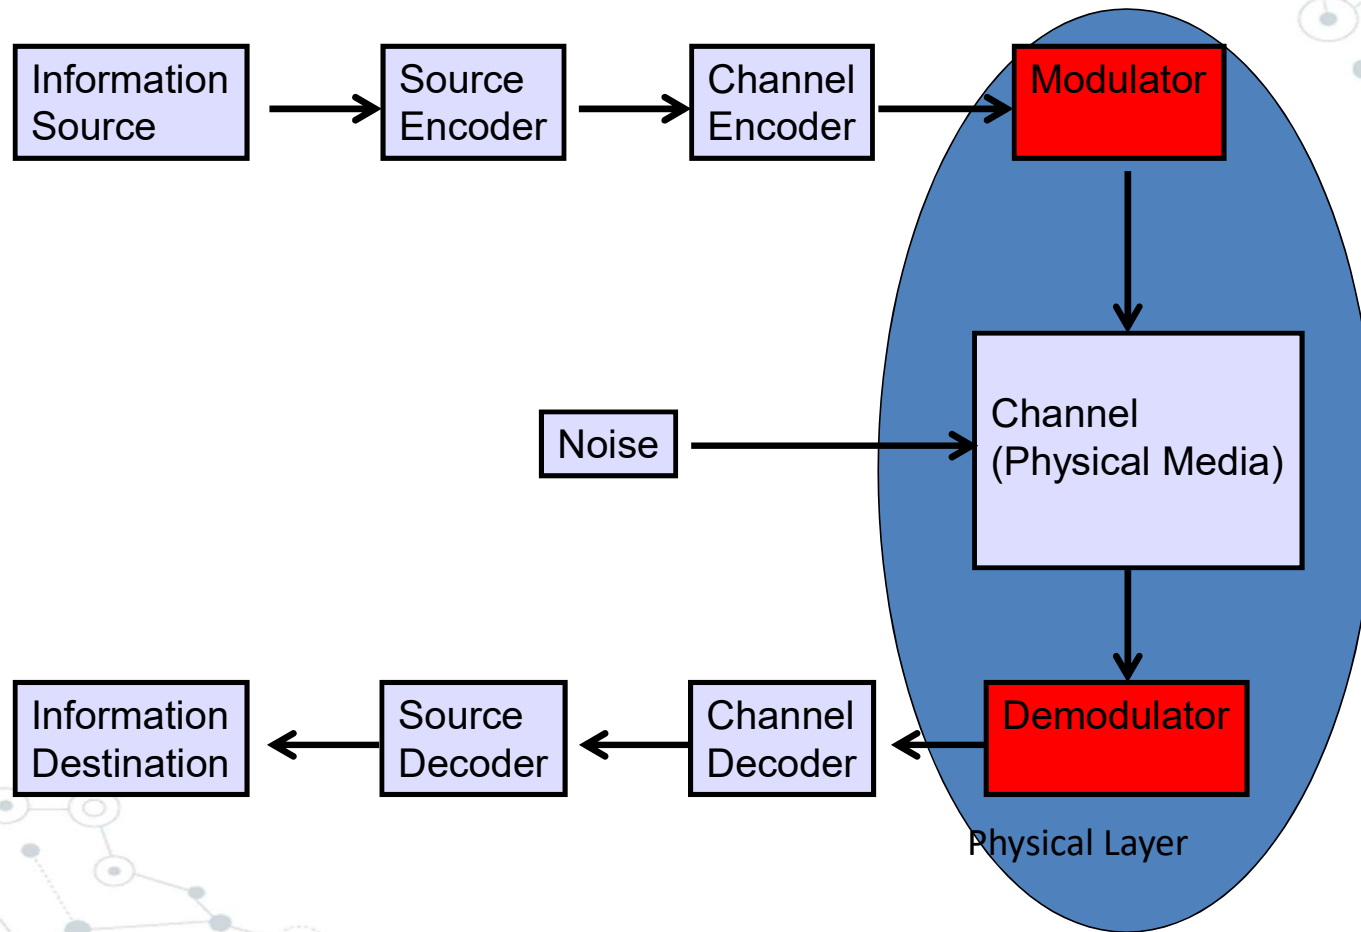 Information
Source
Source
Encoder
Channel
Encoder
Modulator
Noise
Channel
(Physical Media)
Information
Destination
Source
Decoder
Channel
Decoder
Demodulator
Physical Layer